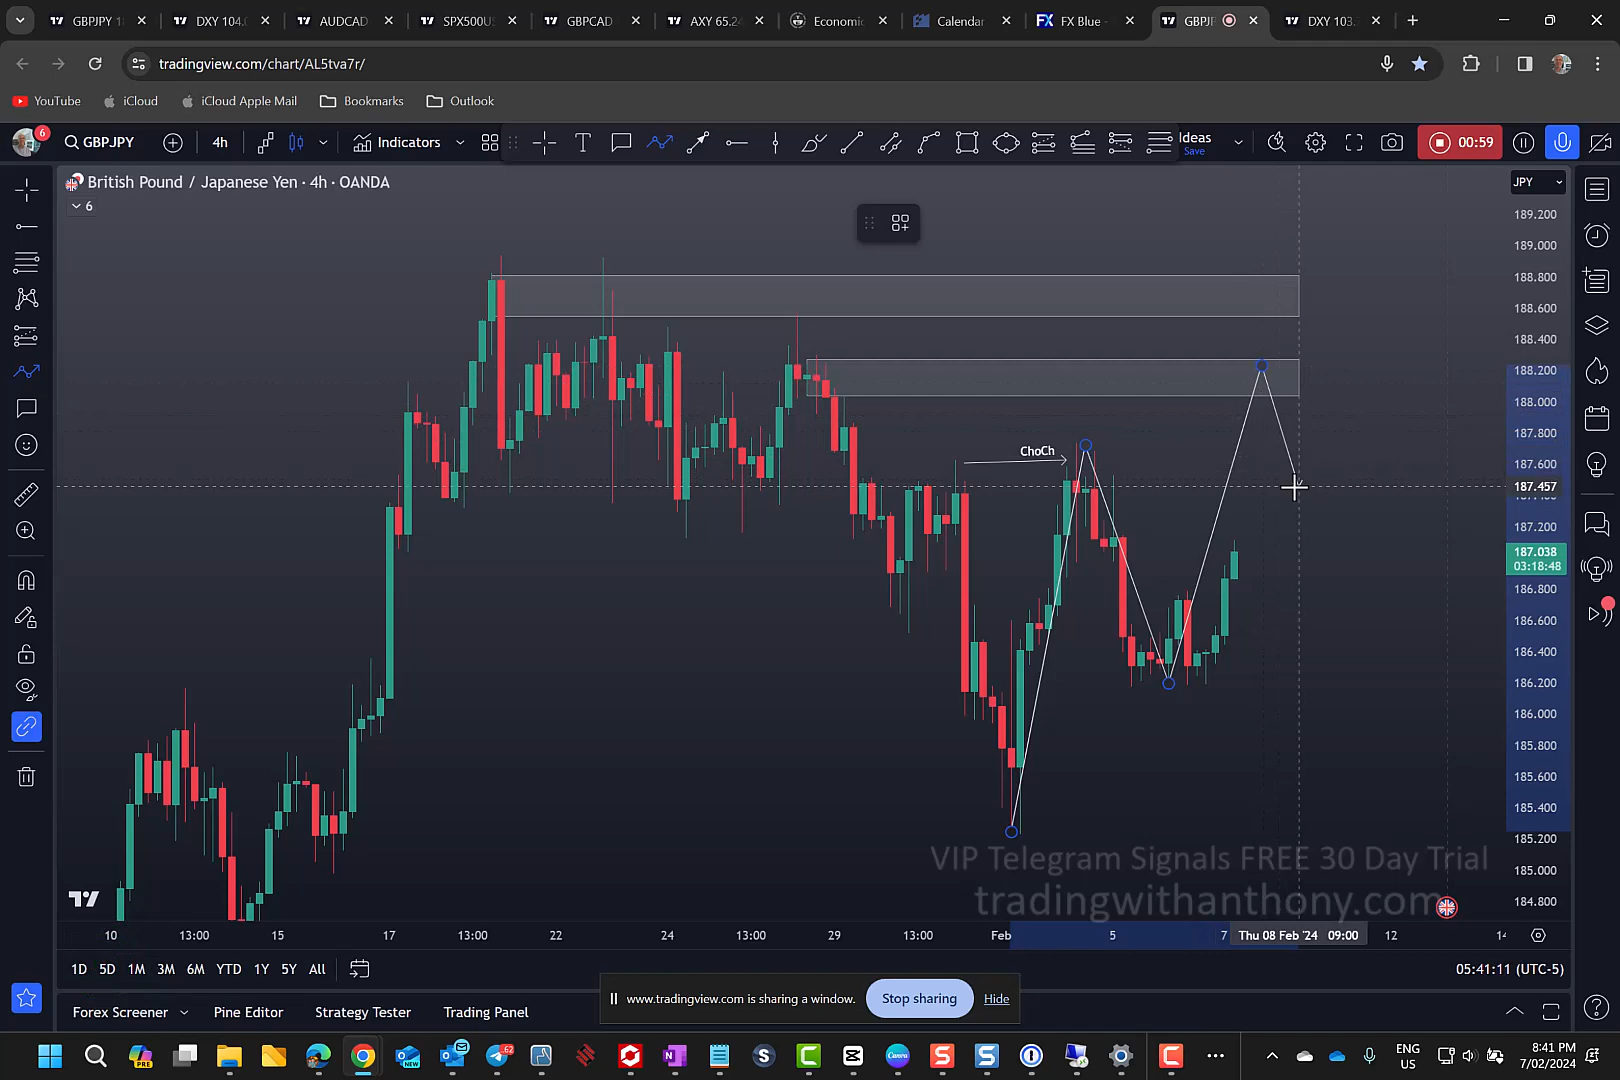 GBPJPY 1
DXY 104.
AUDCAD
SPX500U
GBPCAD
AXY 65.2
Economic
Calendar
FX Blue -
GBPJP
DXY 103.
tradingview.com/chart/AL5tva7r/
YouTube
iCloud
iCloud Apple Mail
Bookmarks
Outlook
6
GBPJPY
4h
Indicators
Ideas
Save
00:59
British Pound / Japanese Yen · 4h · OANDA
6
JPY
189.200
189.000
188.800
188.600
188.400
188.200
188.000
187.800
187.600
187.457
187.200
187.038
03:18:48
186.800
186.600
186.400
186.200
186.000
185.800
185.600
185.400
185.200
185.000
184.800
ChoCh
VIP Telegram Signals FREE 30 Day Trial
tradingwithanthony.com
10 13:00 15 17 13:00 22 24 13:00 29 13:00 Feb 5 7 Thu 08 Feb '24 09:00 12
1D 5D 1M 3M 6M YTD 1Y 5Y All
05:41:11 (UTC-5)
www.tradingview.com is sharing a window.
Stop sharing
Hide
Forex Screener
Pine Editor
Strategy Tester
Trading Panel
PRE
NEW
62
ENG
US
8:41 PM
7/02/2024